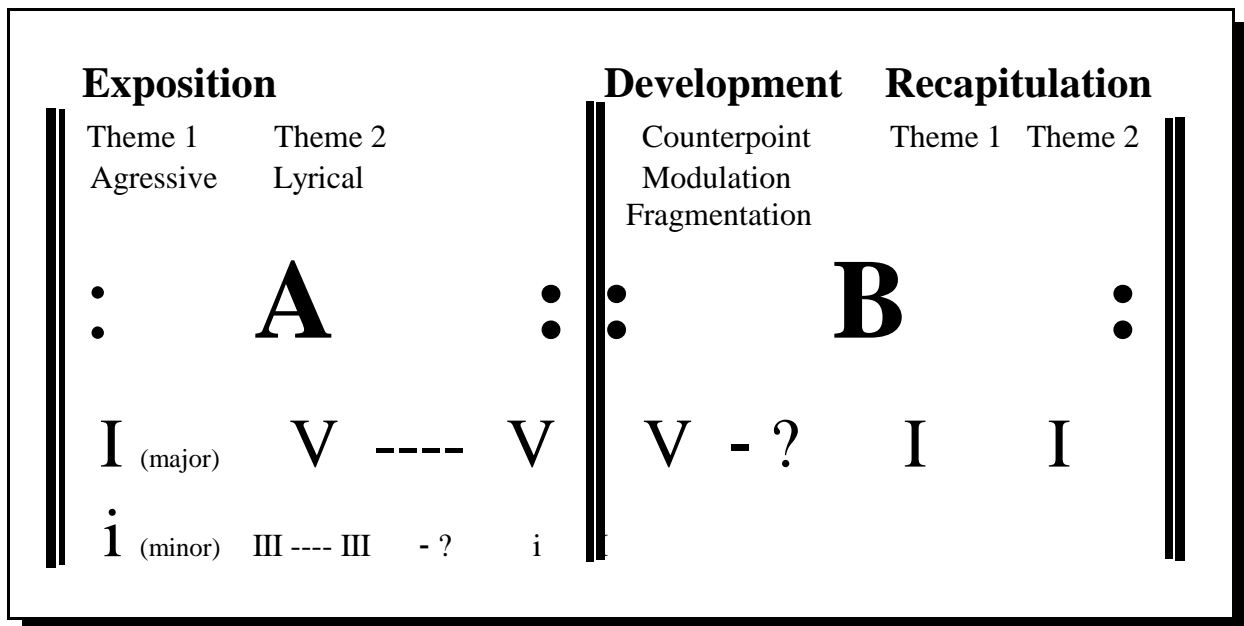 Exposition Development Recapitulation
Theme 1 Theme 2 Counterpoint Theme 1 Theme 2
Agressive Lyrical Modulation
Fragmentation
: A : : B :
I (major) V ---- V V - ? I I
i (minor) III ---- III - ? i